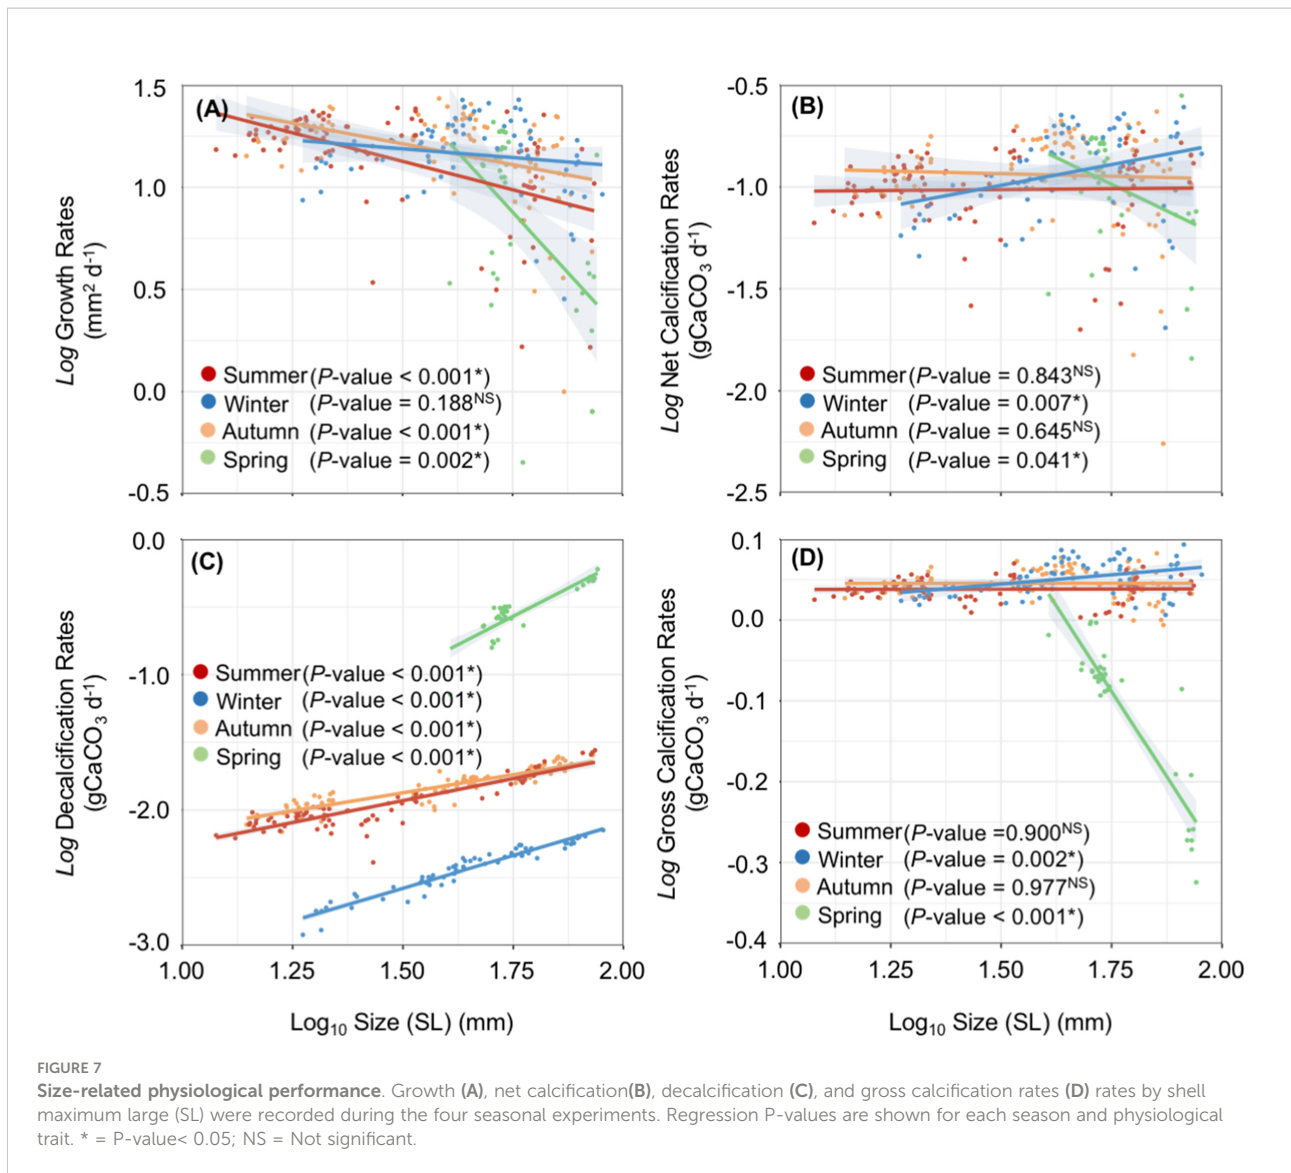 1.5
1.0
0.5
0.0
-0.5
Log Growth Rates
(mm² d⁻¹)
(A)
Summer (P-value < 0.001*)
Winter (P-value = 0.188ᴺˢ)
Autumn (P-value < 0.001*)
Spring (P-value = 0.002*)
-0.5
-1.0
-1.5
-2.0
-2.5
Log Net Calcification Rates
(gCaCO₃ d⁻¹)
(B)
Summer (P-value = 0.843ᴺˢ)
Winter (P-value = 0.007*)
Autumn (P-value = 0.645ᴺˢ)
Spring (P-value = 0.041*)
0.0
-1.0
-2.0
-3.0
Log Decalcification Rates
(gCaCO₃ d⁻¹)
(C)
Summer (P-value < 0.001*)
Winter (P-value < 0.001*)
Autumn (P-value < 0.001*)
Spring (P-value < 0.001*)
1.00 1.25 1.50 1.75 2.00
Log₁₀ Size (SL) (mm)
0.1
0.0
-0.1
-0.2
-0.3
-0.4
Log Gross Calcification Rates
(gCaCO₃ d⁻¹)
(D)
Summer (P-value =0.900ᴺˢ)
Winter (P-value = 0.002*)
Autumn (P-value = 0.977ᴺˢ)
Spring (P-value < 0.001*)
1.00 1.25 1.50 1.75 2.00
Log₁₀ Size (SL) (mm)
FIGURE 7
Size-related physiological performance. Growth (A), net calcification(B), decalcification (C), and gross calcification rates (D) rates by shell
maximum large (SL) were recorded during the four seasonal experiments. Regression P-values are shown for each season and physiological
trait. * = P-value< 0.05; NS = Not significant.